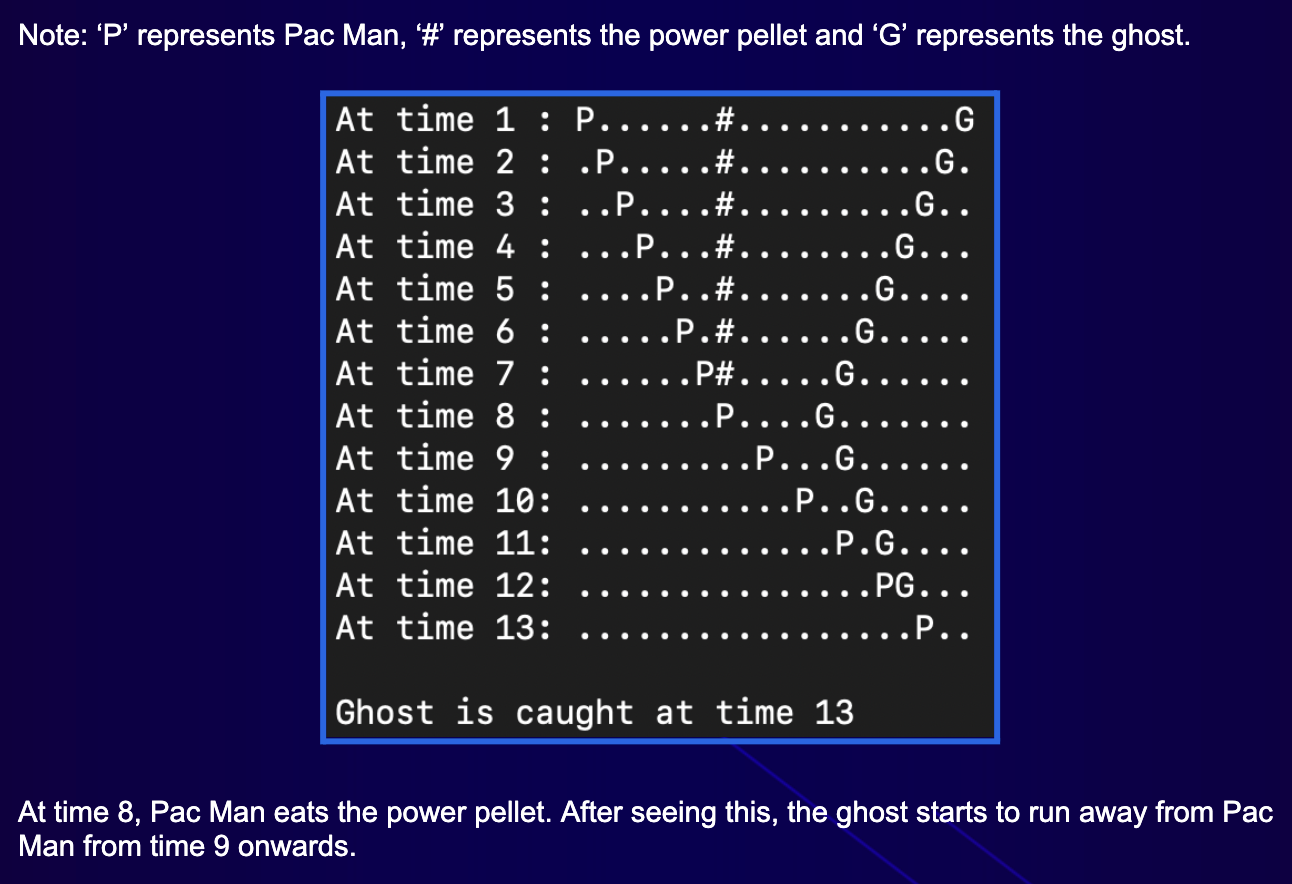 Note: ‘P’ represents Pac Man, ‘#’ represents the power pellet and ‘G’ represents the ghost.
At time 1 : P......#...........G
At time 2 : .P.....#..........G.
At time 3 : ..P....#.........G..
At time 4 : ...P...#........G...
At time 5 : ....P..#.......G....
At time 6 : .....P.#......G.....
At time 7 : ......P#.....G......
At time 8 : .......P....G.......
At time 9 : .........P...G......
At time 10: ...........P..G.....
At time 11: .............P.G....
At time 12: ...............PG...
At time 13: .................P..
Ghost is caught at time 13
At time 8, Pac Man eats the power pellet. After seeing this, the ghost starts to run away from Pac
Man from time 9 onwards.